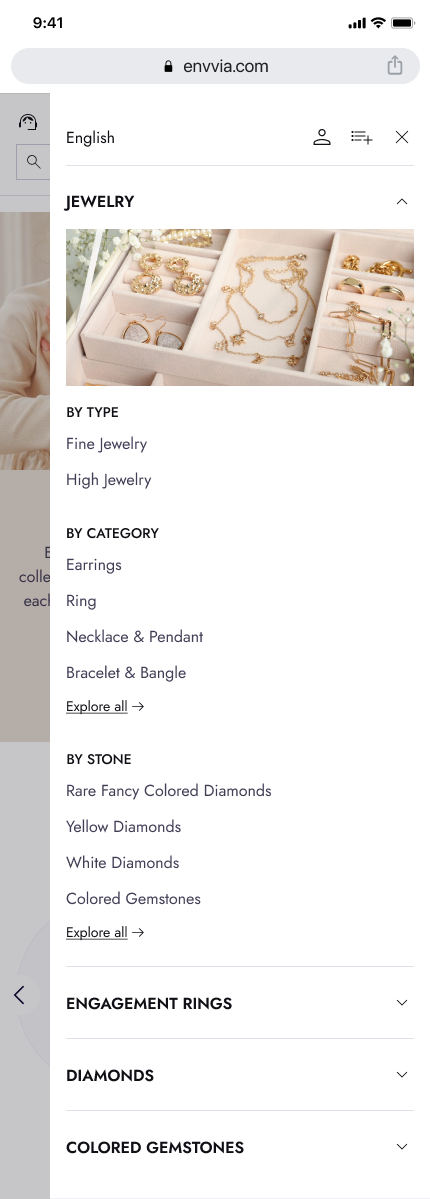 9:41
envvia.com
English
JEWELRY
BY TYPE
Fine Jewelry
High Jewelry
BY CATEGORY
Earrings
Ring
Necklace & Pendant
Bracelet & Bangle
Explore all →
BY STONE
Rare Fancy Colored Diamonds
Yellow Diamonds
White Diamonds
Colored Gemstones
Explore all →
ENGAGEMENT RINGS
DIAMONDS
COLORED GEMSTONES